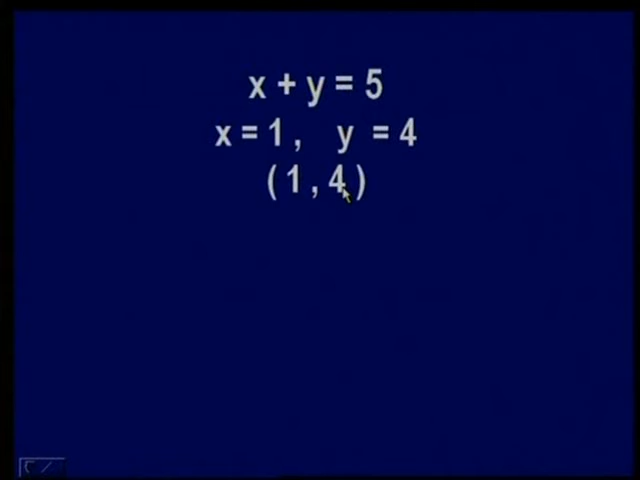 x + y = 5
x = 1 ,   y  = 4
( 1 , 4 )